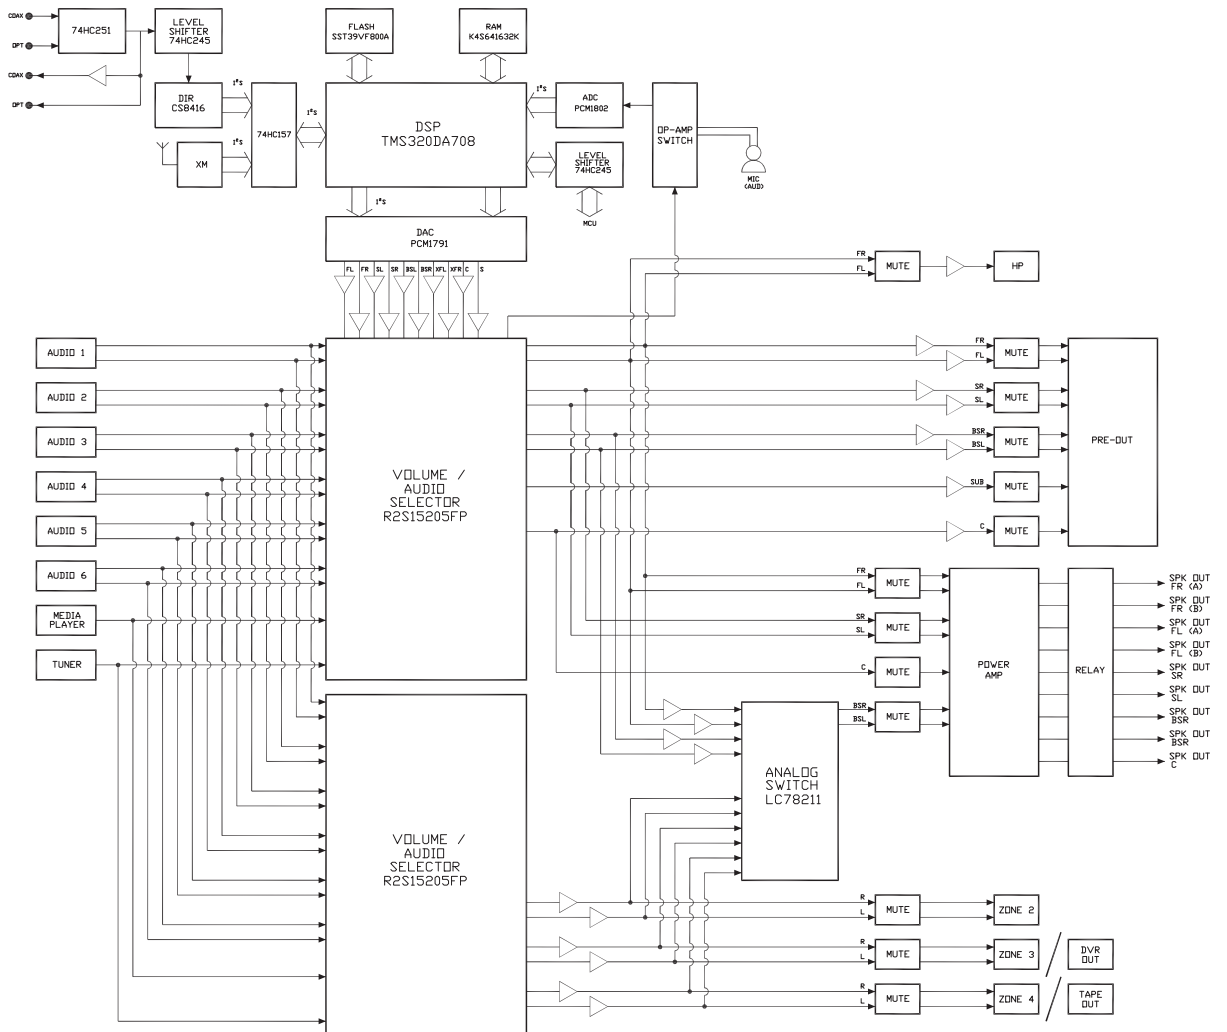 COAX
OPT
COAX
OPT
74HC251
LEVEL
SHIFTER
74HC245
DIR
CS8416
XM
I²S
I²S
74HC157
I²S
FLASH
SST39VF800A
RAM
K4S641632K
DSP
TMS320DA708
I²S
ADC
PCM1802
LEVEL
SHIFTER
74HC245
MCU
OP-AMP
SWITCH
MIC
(AUD)
I²S
DAC
PCM1791
FL
FR
SL
SR
BSL
BSR
XFL
XFR
C
S
FR
FL
MUTE
HP
AUDIO 1
AUDIO 2
AUDIO 3
AUDIO 4
AUDIO 5
AUDIO 6
MEDIA
PLAYER
TUNER
VOLUME /
AUDIO
SELECTOR
R2S15205FP
FR
FL
MUTE
SR
SL
MUTE
BSR
BSL
MUTE
SUB
MUTE
C
MUTE
PRE-OUT
FR
FL
MUTE
SR
SL
MUTE
C
MUTE
BSR
BSL
MUTE
POWER
AMP
RELAY
SPK OUT
FR (A)
SPK OUT
FR (B)
SPK OUT
FL (A)
SPK OUT
FL (B)
SPK OUT
SR
SPK OUT
SL
SPK OUT
BSR
SPK OUT
BSR
SPK OUT
C
ANALOG
SWITCH
LC78211
VOLUME /
AUDIO
SELECTOR
R2S15205FP
R
L
MUTE
ZONE 2
R
L
MUTE
ZONE 3
/
DVR
OUT
R
L
MUTE
ZONE 4
/
TAPE
OUT